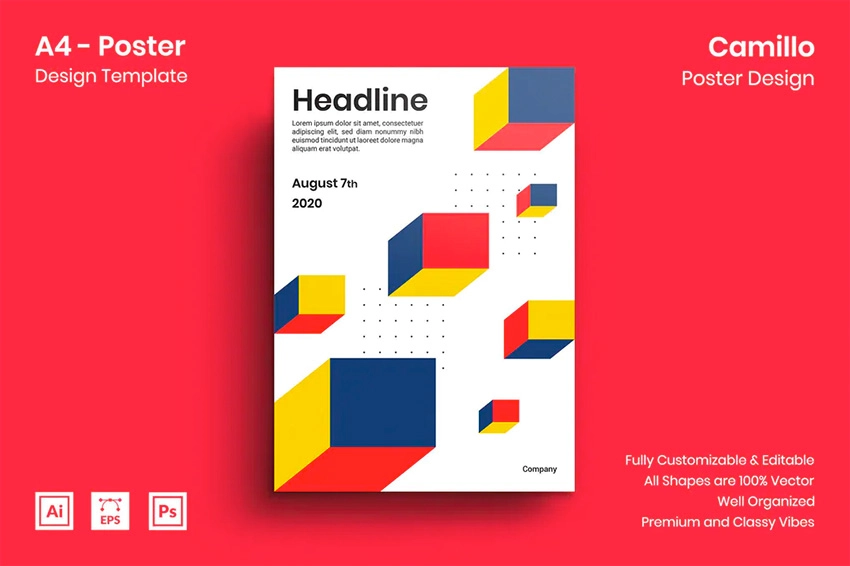 A4 - Poster
Design Template
Camillo
Poster Design
Headline
Lorem ipsum dolor sit amet, consectetuer
adipiscing elit, sed diam nonummy nibh
euismod tincidunt ut laoreet dolore magna
aliquam erat volutpat.
August 7th
2020
Company
Fully Customizable & Editable
All Shapes are 100% Vector
Well Organized
Premium and Classy Vibes
Ai
EPS
Ps